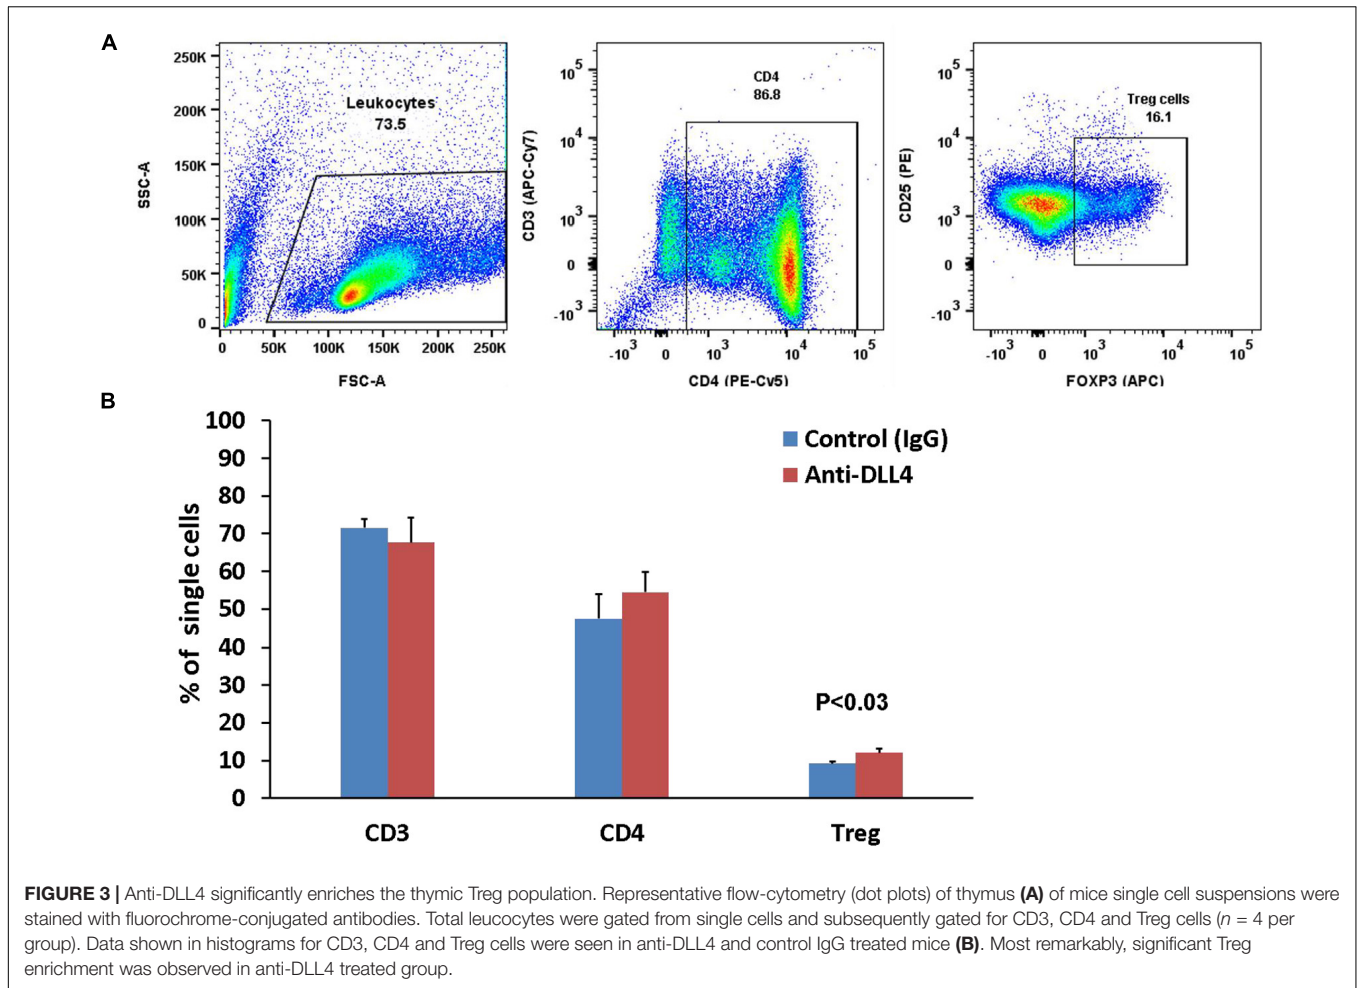 A
250K
200K
150K
100K
50K
0
SSC-A
Leukocytes
73.5
0 50K 100K 150K 200K 250K
FSC-A
10^5
10^4
10^3
0
-10^3
CD3 (APC-Cy7)
CD4
86.8
-10^3 0 10^3 10^4 10^5
CD4 (PE-Cy5)
10^5
10^4
10^3
0
-10^3
CD25 (PE)
Treg cells
16.1
-10^3 0 10^3 10^4 10^5
FOXP3 (APC)
B
100
90
80
70
60
50
40
30
20
10
0
% of single cells
Control (IgG)
Anti-DLL4
P<0.03
CD3 CD4 Treg
FIGURE 3 | Anti-DLL4 significantly enriches the thymic Treg population. Representative flow-cytometry (dot plots) of thymus (A) of mice single cell suspensions were
stained with fluorochrome-conjugated antibodies. Total leucocytes were gated from single cells and subsequently gated for CD3, CD4 and Treg cells (n = 4 per
group). Data shown in histograms for CD3, CD4 and Treg cells were seen in anti-DLL4 and control IgG treated mice (B). Most remarkably, significant Treg
enrichment was observed in anti-DLL4 treated group.